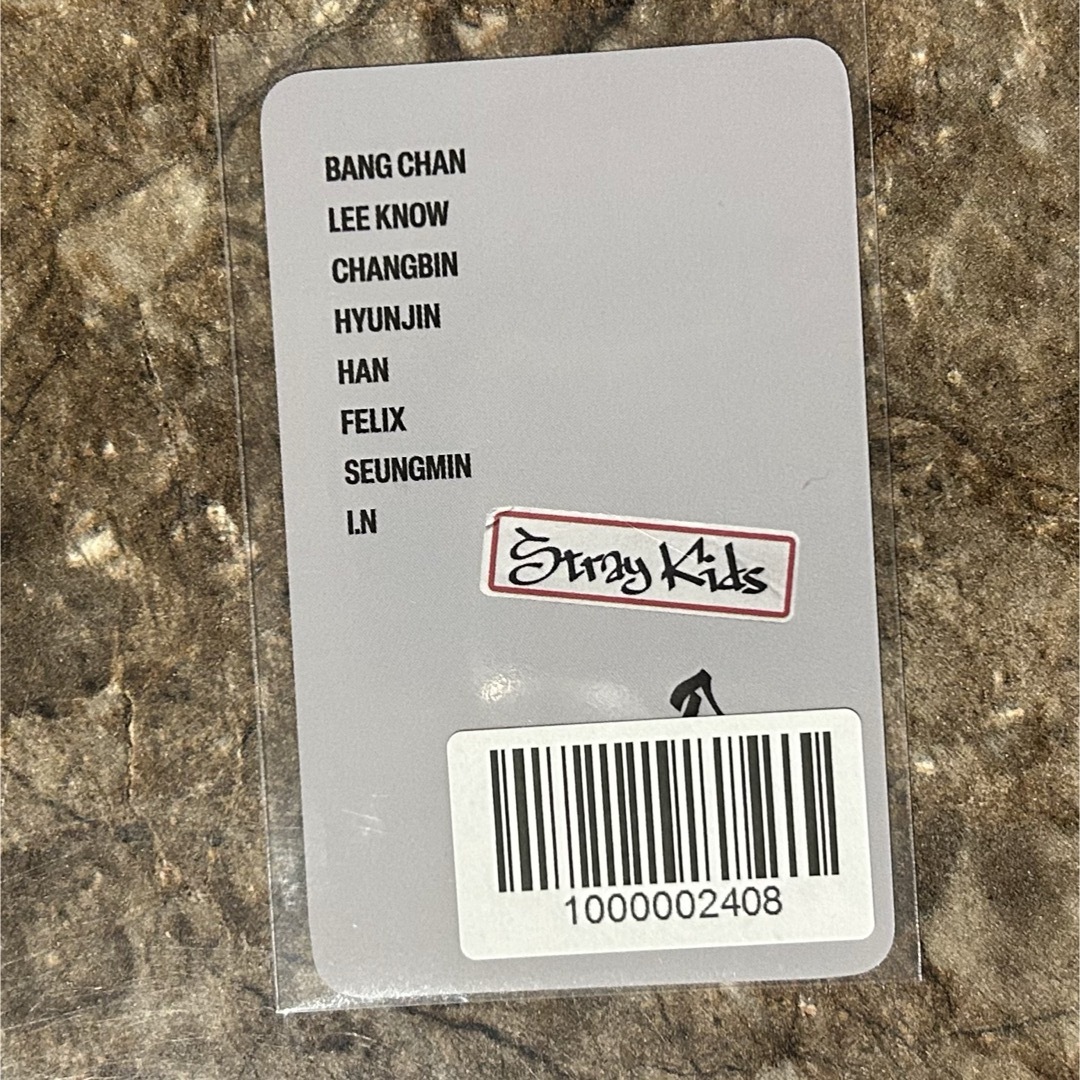 BANG CHAN
LEE KNOW
CHANGBIN
HYUNJIN
HAN
FELIX
SEUNGMIN
I.N
Stray Kids
1000002408